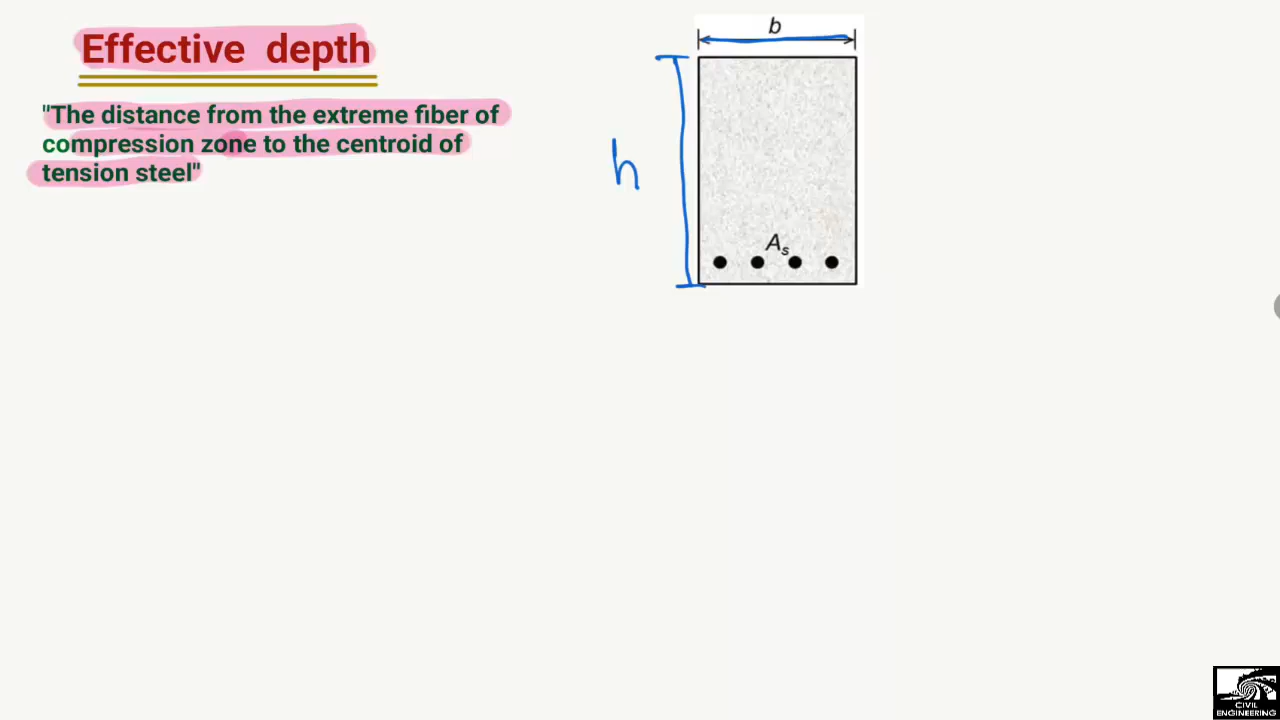 Effective depth
"The distance from the extreme fiber of
compression zone to the centroid of
tension steel"
b
h
As
CIVIL
ENGINEERING